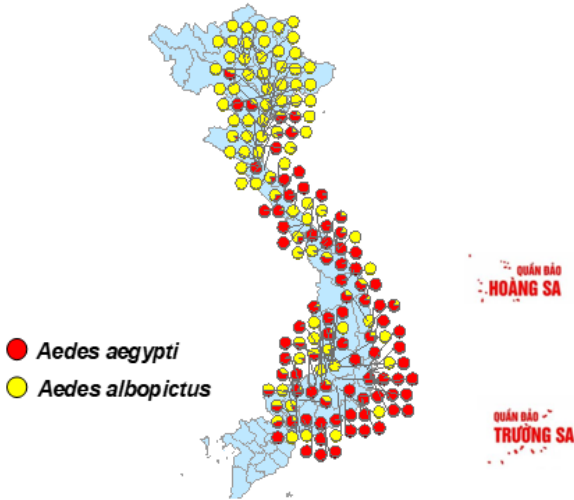 QUẦN ĐẢO
HOÀNG SA
Aedes aegypti
Aedes albopictus
QUẦN ĐẢO
TRƯỜNG SA